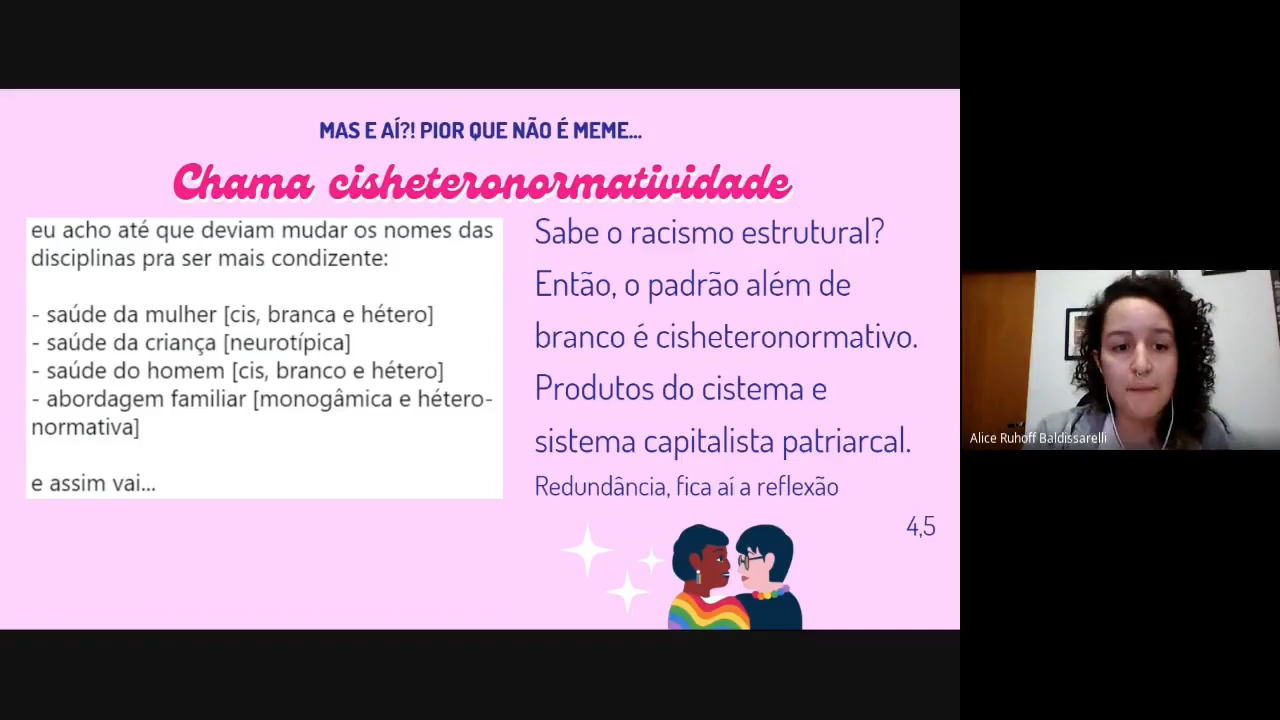 MAS E AÍ?! PIOR QUE NÃO É MEME...
Chama cisheteronormatividade
eu acho até que deviam mudar os nomes das
disciplinas pra ser mais condizente:
- saúde da mulher [cis, branca e hétero]
- saúde da criança [neurotípica]
- saúde do homem [cis, branco e hétero]
- abordagem familiar [monogâmica e hétero-
normativa]
e assim vai...
Sabe o racismo estrutural?
Então, o padrão além de
branco é cisheteronormativo.
Produtos do cistema e
sistema capitalista patriarcal.
Redundância, fica aí a reflexão
4,5
Alice Ruhoff Baldissarelli